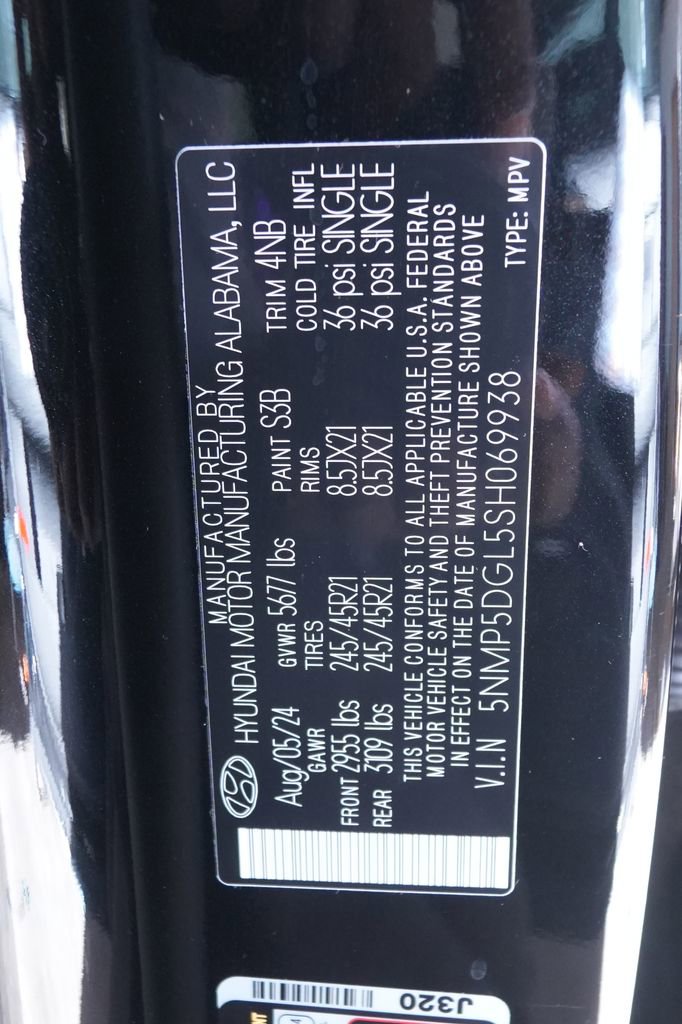 MANUFACTURED BY
HYUNDAI MOTOR MANUFACTURING ALABAMA, LLC
Aug/05/24 GVWR 5677 lbs PAINT S3B TRIM 4NB
GAWR TIRES RIMS COLD TIRE INFL
FRONT 2955 lbs 245/45R21 8.5JX21 36 psi SINGLE
REAR 3109 lbs 245/45R21 8.5JX21 36 psi SINGLE
THIS VEHICLE CONFORMS TO ALL APPLICABLE U.S.A. FEDERAL
MOTOR VEHICLE SAFETY AND THEFT PREVENTION STANDARDS
IN EFFECT ON THE DATE OF MANUFACTURE SHOWN ABOVE
V.I.N 5NMP5DGL5SH069938 TYPE: MPV
J320